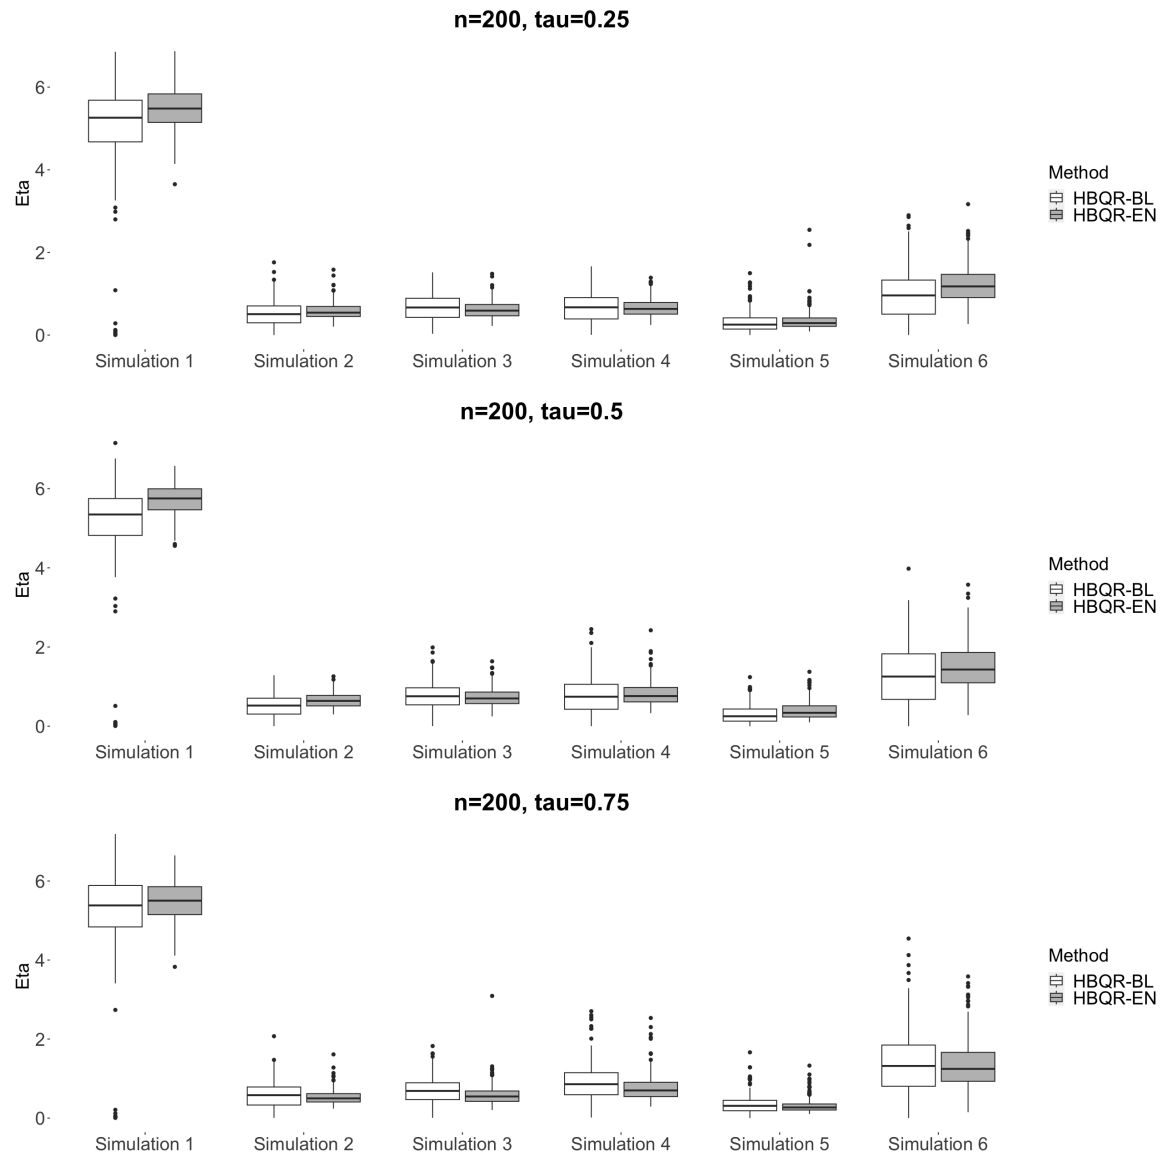 n=200, tau=0.25
Eta
6
4
2
0
Simulation 1 Simulation 2 Simulation 3 Simulation 4 Simulation 5 Simulation 6
Method
HBQR-BL
HBQR-EN
n=200, tau=0.5
Eta
6
4
2
0
Simulation 1 Simulation 2 Simulation 3 Simulation 4 Simulation 5 Simulation 6
Method
HBQR-BL
HBQR-EN
n=200, tau=0.75
Eta
6
4
2
0
Simulation 1 Simulation 2 Simulation 3 Simulation 4 Simulation 5 Simulation 6
Method
HBQR-BL
HBQR-EN